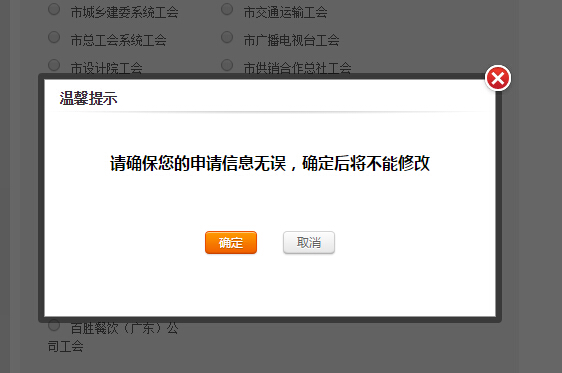 市城乡建委系统工会 市交通运输工会
市总工会系统工会 市广播电视台工会
市设计院工会 市供销合作总社工会
温馨提示
请确保您的申请信息无误，确定后将不能修改
确定 取消
百胜餐饮（广东）公
司工会